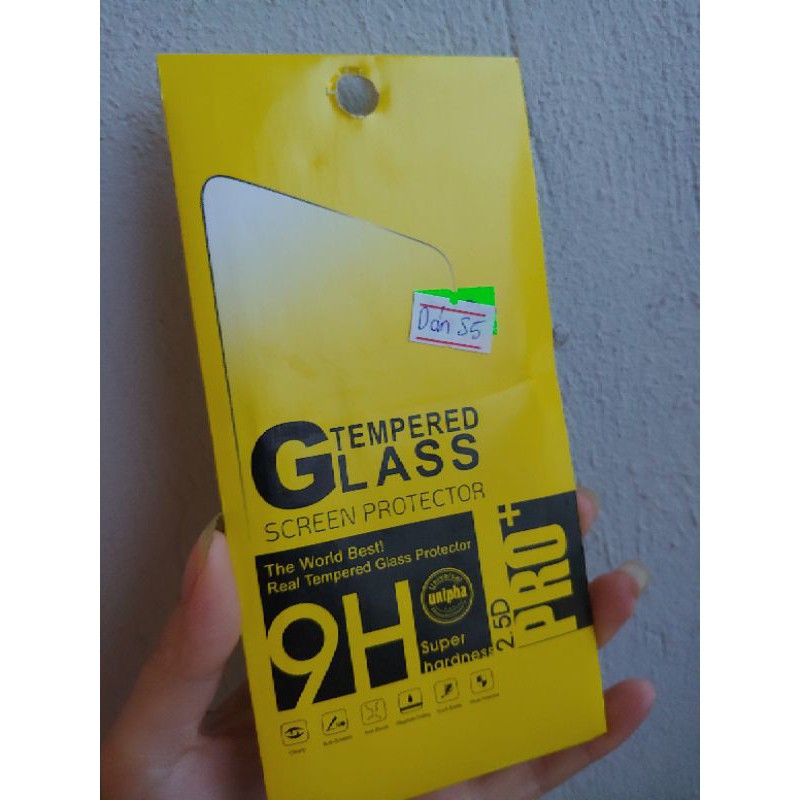 Dán S5
TEMPERED
GLASS
SCREEN PROTECTOR
The World Best!
Real Tempered Glass Protector
9H
unipha
Super
hardness
2.5D
PRO+